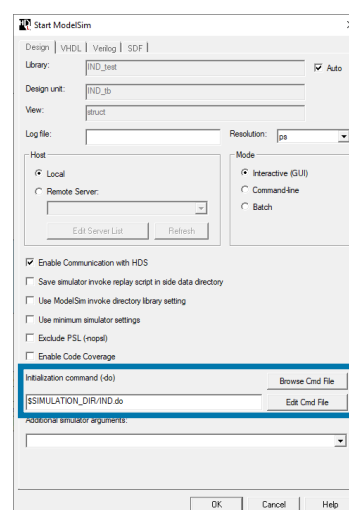 Start ModelSim
Design VHDL Verilog SDF
Library: IND_test Auto
Design unit: IND_tb
View: struct
Log file: Resolution: ps
Host Mode
Local Interactive (GUI)
Remote Server: Command-line
Batch
Edit Server List Refresh
Enable Communication with HDS
Save simulator invoke replay script in side data directory
Use ModelSim invoke directory library setting
Use minimum simulator settings
Exclude PSL (-nopsl)
Enable Code Coverage
Initialization command (-do) Browse Cmd File
$SIMULATION_DIR/IND.do Edit Cmd File
Additional simulator arguments:
OK Cancel Help